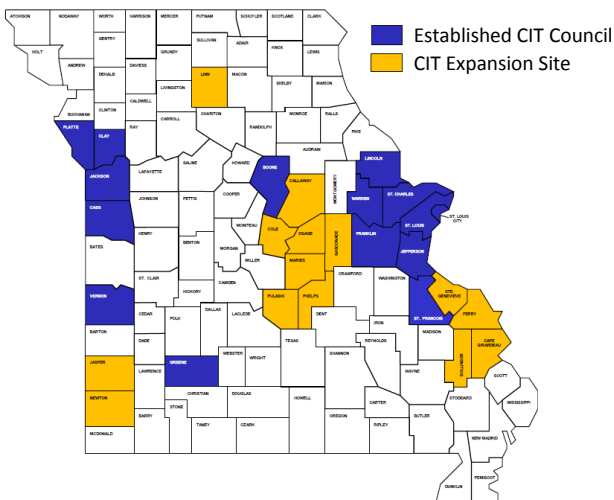 Established CIT Council
CIT Expansion Site
ATCHISON
NODAWAY
WORTH
HARRISON
MERCER
PUTNAM
SCHUYLER
SCOTLAND
CLARK
GENTRY
SULLIVAN
ADAIR
KNOX
LEWIS
HOLT
GRUNDY
ANDREW
DEKALB
DAVIESS
LINN
MACON
SHELBY
MARION
LIVINGSTON
BUCHANAN
CLINTON
CALDWELL
CHARITON
MONROE
RALLS
PLATTE
CLAY
RAY
CARROLL
RANDOLPH
PIKE
AUDRAIN
SALINE
HOWARD
BOONE
LINCOLN
JACKSON
LAFAYETTE
CALLAWAY
MONTGOMERY
COOPER
WARREN
ST. CHARLES
CASS
JOHNSON
PETTIS
MONITEAU
COLE
OSAGE
GASCONADE
FRANKLIN
ST. LOUIS
ST. LOUIS
CITY
BATES
HENRY
BENTON
MORGAN
MILLER
MARIES
JEFFERSON
ST. CLAIR
CAMDEN
CRAWFORD
WASHINGTON
HICKORY
PULASKI
PHELPS
STE.
GENEVIEVE
VERNON
CEDAR
POLK
DALLAS
LACLEDE
DENT
IRON
ST. FRANCOIS
PERRY
BARTON
DADE
TEXAS
REYNOLDS
MADISON
CAPE
GIRARDEAU
JASPER
LAWRENCE
GREENE
WEBSTER
WRIGHT
SHANNON
WAYNE
BOLLINGER
SCOTT
NEWTON
CHRISTIAN
DOUGLAS
HOWELL
CARTER
STODDARD
MISSISSIPPI
BARRY
STONE
TANEY
OZARK
OREGON
RIPLEY
BUTLER
MCDONALD
NEW MADRID
DUNKLIN
PEMISCOT